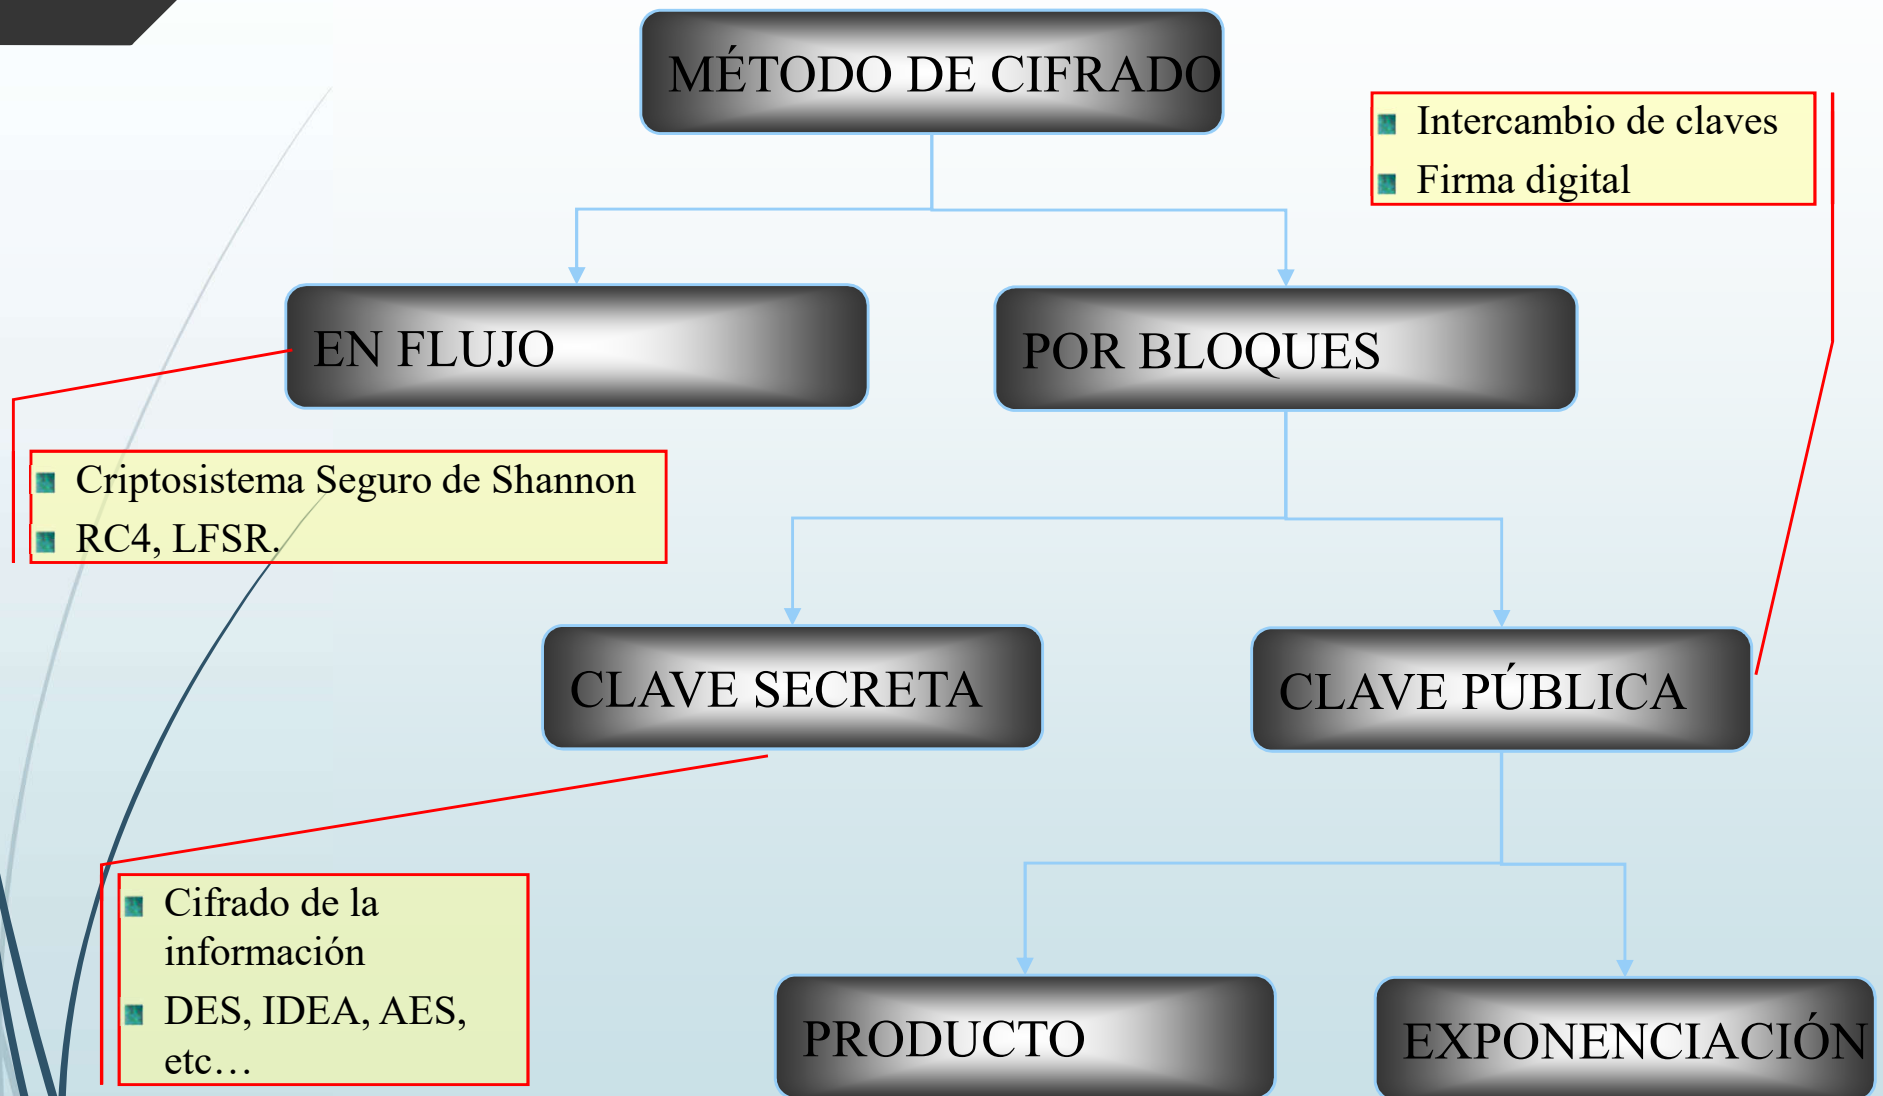 MÉTODO DE CIFRADO
Intercambio de claves
Firma digital
EN FLUJO
POR BLOQUES
Criptosistema Seguro de Shannon
RC4, LFSR.
CLAVE SECRETA
CLAVE PÚBLICA
Cifrado de la
información
DES, IDEA, AES,
etc…
PRODUCTO
EXPONENCIACIÓN